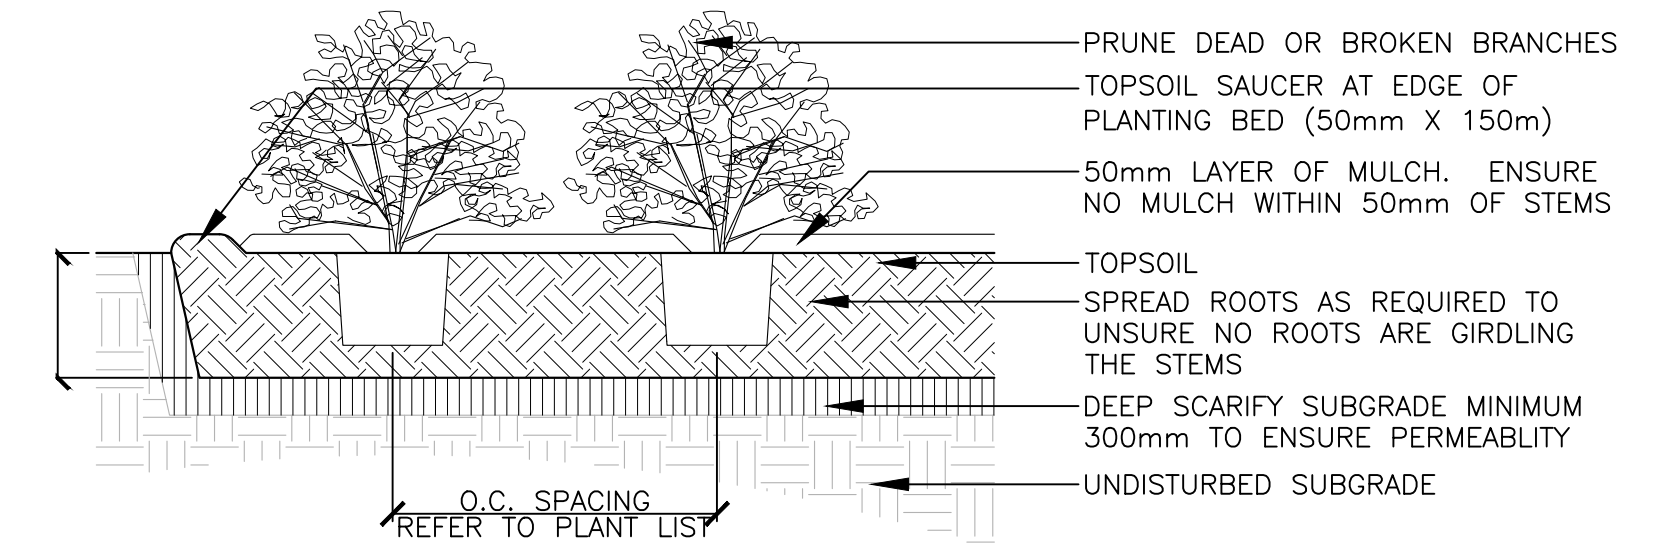 PRUNE DEAD OR BROKEN BRANCHES
TOPSOIL SAUCER AT EDGE OF
PLANTING BED (50mm X 150m)
50mm LAYER OF MULCH. ENSURE
NO MULCH WITHIN 50mm OF STEMS
TOPSOIL
SPREAD ROOTS AS REQUIRED TO
UNSURE NO ROOTS ARE GIRDLING
THE STEMS
DEEP SCARIFY SUBGRADE MINIMUM
300mm TO ENSURE PERMEABLITY
UNDISTURBED SUBGRADE
O.C. SPACING
REFER TO PLANT LIST